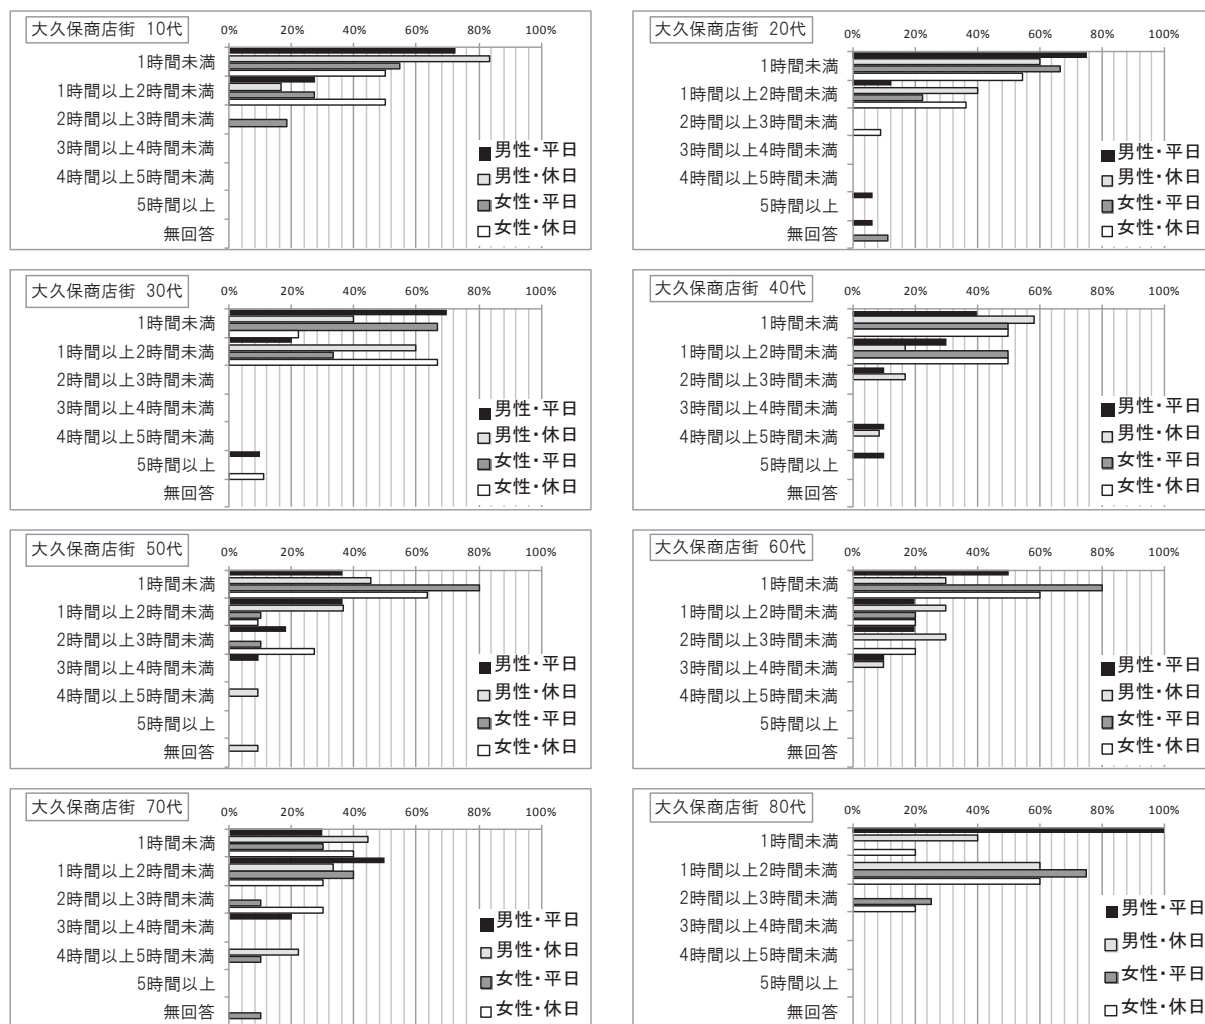 大久保商店街 10代
0% 20% 40% 60% 80% 100%
1時間未満
1時間以上2時間未満
2時間以上3時間未満
3時間以上4時間未満
4時間以上5時間未満
5時間以上
無回答
男性・平日
男性・休日
女性・平日
女性・休日
大久保商店街 20代
0% 20% 40% 60% 80% 100%
1時間未満
1時間以上2時間未満
2時間以上3時間未満
3時間以上4時間未満
4時間以上5時間未満
5時間以上
無回答
男性・平日
男性・休日
女性・平日
女性・休日
大久保商店街 30代
0% 20% 40% 60% 80% 100%
1時間未満
1時間以上2時間未満
2時間以上3時間未満
3時間以上4時間未満
4時間以上5時間未満
5時間以上
無回答
男性・平日
男性・休日
女性・平日
女性・休日
大久保商店街 40代
0% 20% 40% 60% 80% 100%
1時間未満
1時間以上2時間未満
2時間以上3時間未満
3時間以上4時間未満
4時間以上5時間未満
5時間以上
無回答
男性・平日
男性・休日
女性・平日
女性・休日
大久保商店街 50代
0% 20% 40% 60% 80% 100%
1時間未満
1時間以上2時間未満
2時間以上3時間未満
3時間以上4時間未満
4時間以上5時間未満
5時間以上
無回答
男性・平日
男性・休日
女性・平日
女性・休日
大久保商店街 60代
0% 20% 40% 60% 80% 100%
1時間未満
1時間以上2時間未満
2時間以上3時間未満
3時間以上4時間未満
4時間以上5時間未満
5時間以上
無回答
男性・平日
男性・休日
女性・平日
女性・休日
大久保商店街 70代
0% 20% 40% 60% 80% 100%
1時間未満
1時間以上2時間未満
2時間以上3時間未満
3時間以上4時間未満
4時間以上5時間未満
5時間以上
無回答
男性・平日
男性・休日
女性・平日
女性・休日
大久保商店街 80代
0% 20% 40% 60% 80% 100%
1時間未満
1時間以上2時間未満
2時間以上3時間未満
3時間以上4時間未満
4時間以上5時間未満
5時間以上
無回答
男性・平日
男性・休日
女性・平日
女性・休日